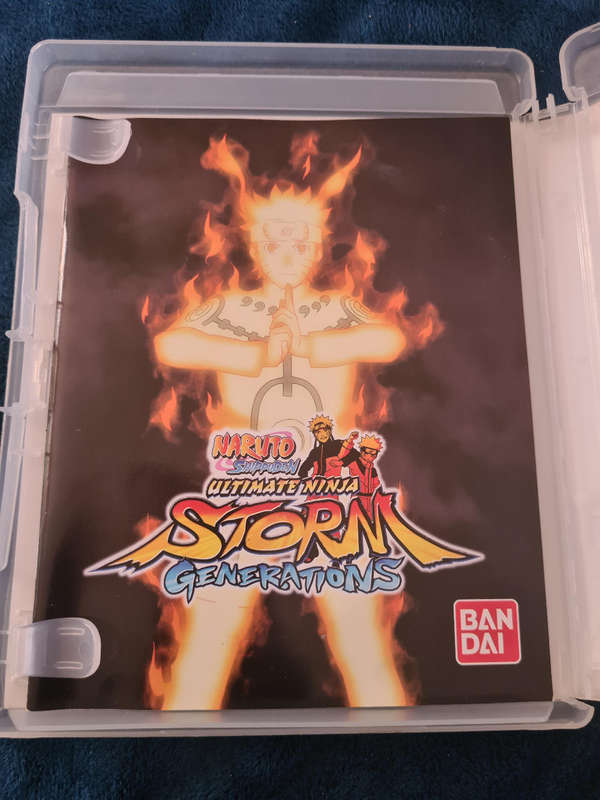 NARUTO
SHIPPUDEN
ULTIMATE NINJA
STORM
GENERATIONS
BAN
DAI